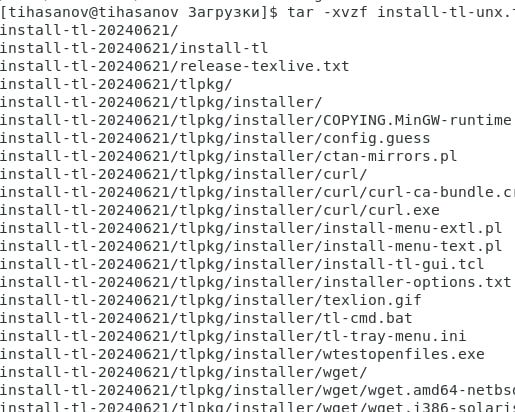 [tihasanov@tihasanov Загрузки]$ tar -xvzf install-tl-unx.
install-tl-20240621/
install-tl-20240621/install-tl
install-tl-20240621/release-texlive.txt
install-tl-20240621/tlpkg/
install-tl-20240621/tlpkg/installer/
install-tl-20240621/tlpkg/installer/COPYING.MinGW-runtime
install-tl-20240621/tlpkg/installer/config.guess
install-tl-20240621/tlpkg/installer/ctan-mirrors.pl
install-tl-20240621/tlpkg/installer/curl/
install-tl-20240621/tlpkg/installer/curl/curl-ca-bundle.c
install-tl-20240621/tlpkg/installer/curl/curl.exe
install-tl-20240621/tlpkg/installer/install-menu-extl.pl
install-tl-20240621/tlpkg/installer/install-menu-text.pl
install-tl-20240621/tlpkg/installer/install-tl-gui.tcl
install-tl-20240621/tlpkg/installer/installer-options.txt
install-tl-20240621/tlpkg/installer/texlion.gif
install-tl-20240621/tlpkg/installer/tl-cmd.bat
install-tl-20240621/tlpkg/installer/tl-tray-menu.ini
install-tl-20240621/tlpkg/installer/wtestopenfiles.exe
install-tl-20240621/tlpkg/installer/wget/
install-tl-20240621/tlpkg/installer/wget/wget.amd64-netbs
install-tl-20240621/tlpkg/installer/wget/wget.i386-solari